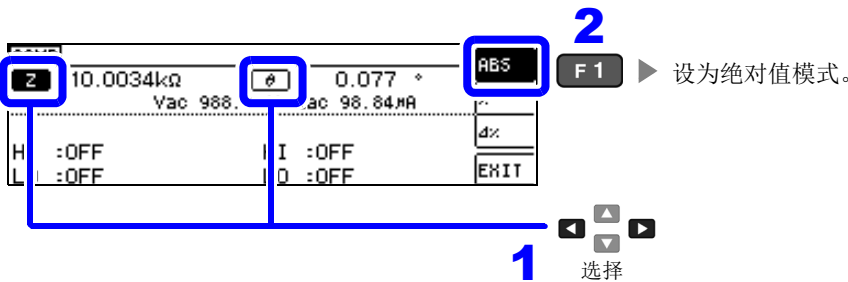 2
ABS
F1 设为绝对值模式。
Z 10.0034kΩ θ 0.077 °
Vac 988. ac 98.84μA
%
Δ%
:OFF I :OFF
:OFF :OFF
EXIT
1
选择